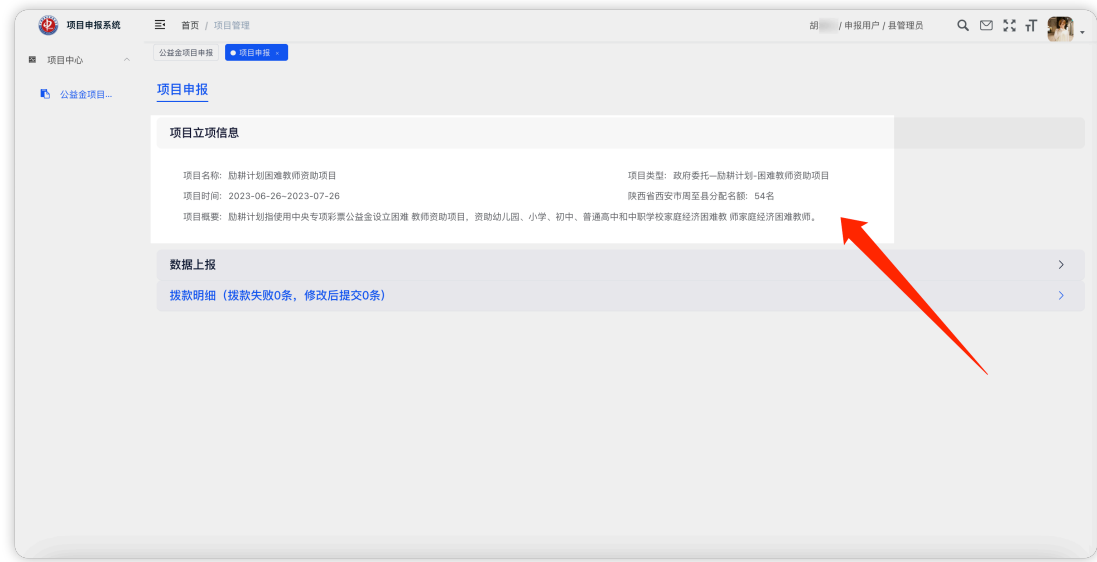 项目申报系统
首页 / 项目管理
胡 / 申报用户 / 县管理员
项目中心
公益金项目...
公益金项目申报
项目申报 ×
项目申报
项目立项信息
项目名称: 励耕计划困难教师资助项目
项目类型: 政府委托—励耕计划-困难教师资助项目
项目时间: 2023-06-26~2023-07-26
陕西省西安市周至县分配名额: 54名
项目概要: 励耕计划指使用中央专项彩票公益金设立困难 教师资助项目，资助幼儿园、小学、初中、普通高中和中职学校家庭经济困难教 师家庭经济困难教师。
数据上报
拨款明细（拨款失败0条，修改后提交0条）